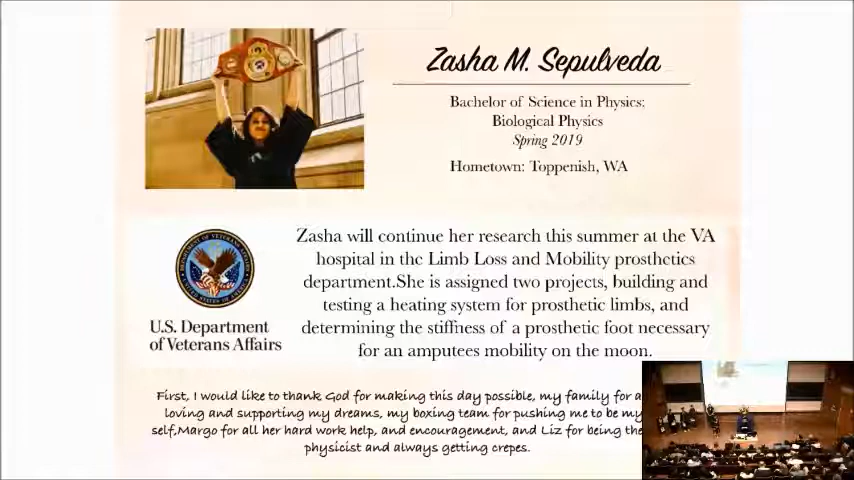 Zasha M. Sepulveda
Bachelor of Science in Physics:
Biological Physics
Spring 2019
Hometown: Toppenish, WA
Zasha will continue her research this summer at the VA
hospital in the Limb Loss and Mobility prosthetics
department.She is assigned two projects, building and
testing a heating system for prosthetic limbs, and
determining the stiffness of a prosthetic foot necessary
for an amputees mobility on the moon.
U.S. Department
of Veterans Affairs
First, I would like to thank God for making this day possible, my family for a
loving and supporting my dreams, my boxing team for pushing me to be my
self,Margo for all her hard work help, and encouragement, and Liz for being the
physicist and always getting crepes.